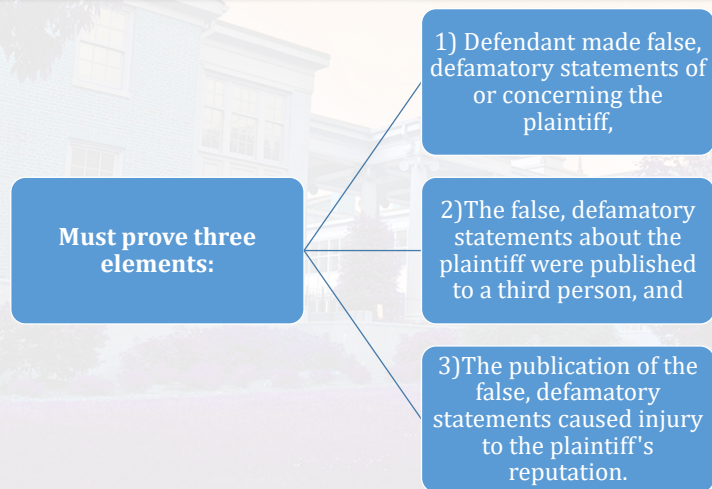 Must prove three
elements:
1) Defendant made false,
defamatory statements of
or concerning the
plaintiff,
2)The false, defamatory
statements about the
plaintiff were published
to a third person, and
3)The publication of the
false, defamatory
statements caused injury
to the plaintiff's
reputation.